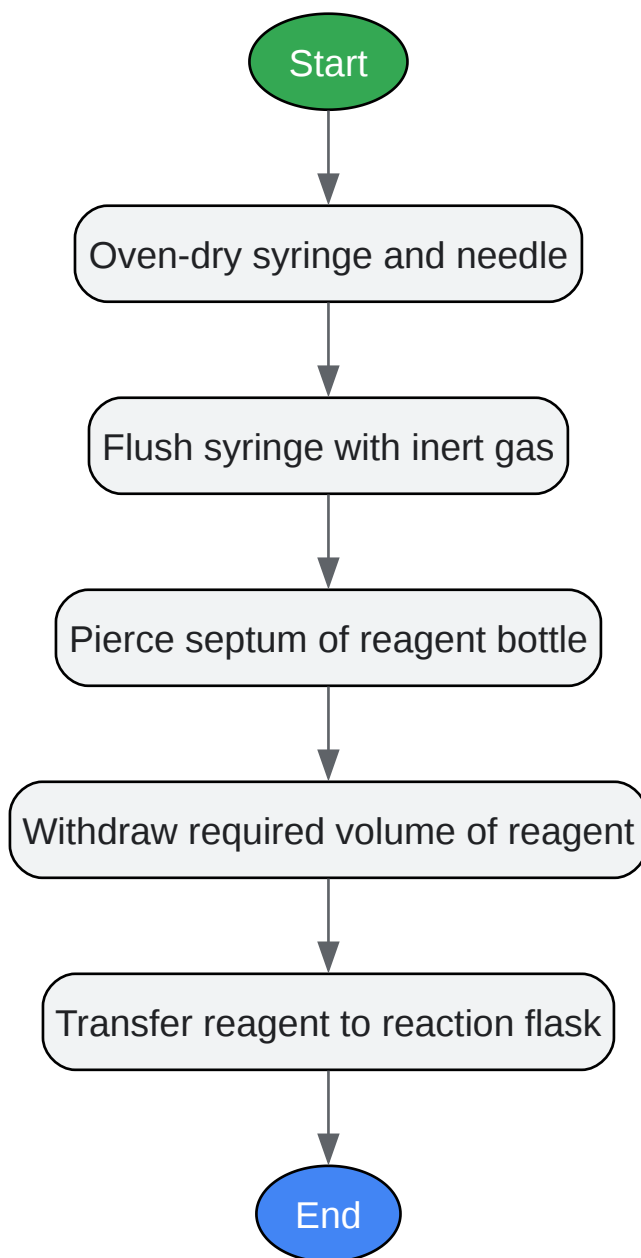 Start
Oven-dry syringe and needle
Flush syringe with inert gas
Pierce septum of reagent bottle
Withdraw required volume of reagent
Transfer reagent to reaction flask
End